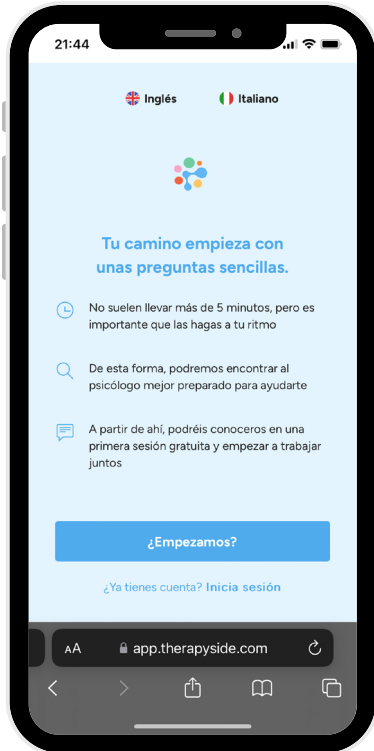 21:44
Inglés
Italiano
Tu camino empieza con
unas preguntas sencillas.
No suelen llevar más de 5 minutos, pero es
importante que las hagas a tu ritmo
De esta forma, podremos encontrar al
psicólogo mejor preparado para ayudarte
A partir de ahí, podréis conoceros en una
primera sesión gratuita y empezar a trabajar
juntos
¿Empezamos?
¿Ya tienes cuenta? Inicia sesión
AA app.therapyside.com